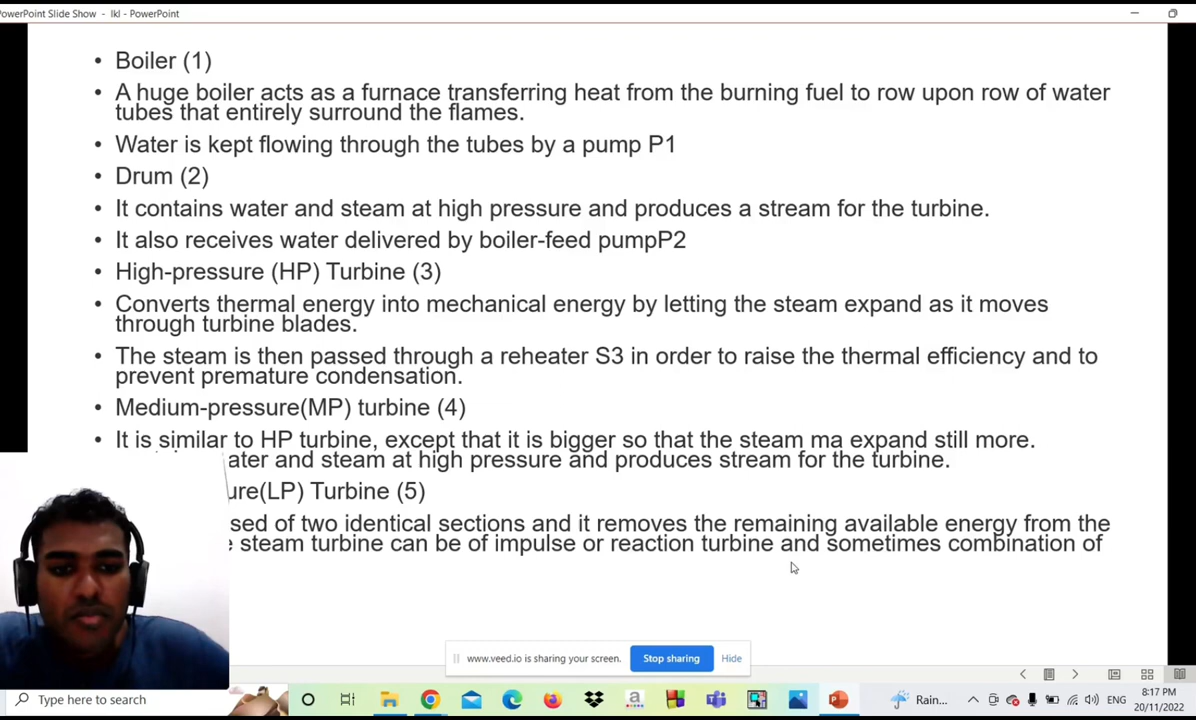 PowerPoint Slide Show - lkl - PowerPoint
• Boiler (1)
• A huge boiler acts as a furnace transferring heat from the burning fuel to row upon row of water
tubes that entirely surround the flames.
• Water is kept flowing through the tubes by a pump P1
• Drum (2)
• It contains water and steam at high pressure and produces a stream for the turbine.
• It also receives water delivered by boiler-feed pumpP2
• High-pressure (HP) Turbine (3)
• Converts thermal energy into mechanical energy by letting the steam expand as it moves
through turbine blades.
• The steam is then passed through a reheater S3 in order to raise the thermal efficiency and to
prevent premature condensation.
• Medium-pressure(MP) turbine (4)
• It is similar to HP turbine, except that it is bigger so that the steam ma expand still more.
ater and steam at high pressure and produces stream for the turbine.
ure(LP) Turbine (5)
sed of two identical sections and it removes the remaining available energy from the
e steam turbine can be of impulse or reaction turbine and sometimes combination of
www.veed.io is sharing your screen. Stop sharing Hide
Type here to search
Rain...
ENG
8:17 PM
20/11/2022